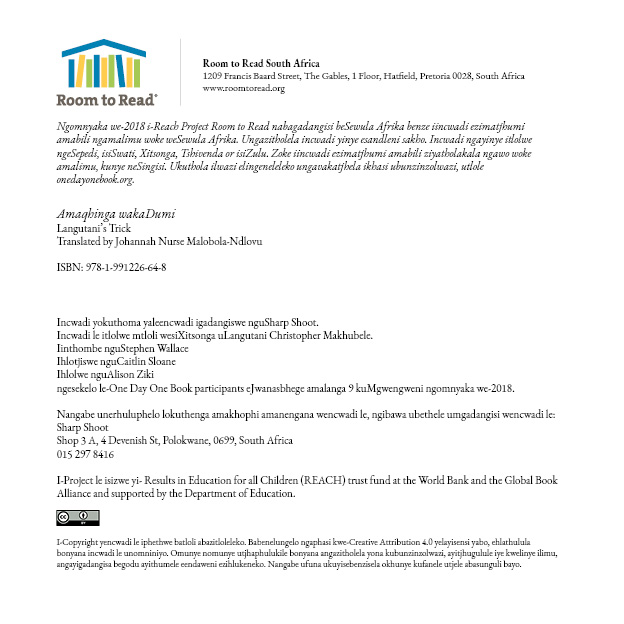 Room to Read®
Room to Read South Africa
1209 Francis Baard Street, The Gables, 1 Floor, Hatfield, Pretoria 0028, South Africa
www.roomtoread.org
Ngomnyaka we-2018 i-Reach Project Room to Read nabagadangisi beSewula Afrika benze iincwadi ezimatjhumi
amabili ngamalimu woke weSewula Afrika. Ungazitholela incwadi yinye esandleni sakho. Incwadi ngayinye itlolwe
ngeSepedi, isiSwati, Xitsonga, Tshivenda or isiZulu. Zoke iincwadi ezimatjhumi amabili ziyatholakala ngawo woke
amalimu, kunye neSingisi. Ukuthola ilwazi elingeneleleko ungavakatjhela ikhasi ubunzinzolwazi, utlole
onedayonebook.org.
Amaqhinga wakaDumi
Langutani's Trick
Translated by Johannah Nurse Malobola-Ndlovu
ISBN: 978-1-991226-64-8
Incwadi yokuthoma yaleencwadi igadangiswe nguSharp Shoot.
Incwadi le itlolwe mtloli wesiXitsonga uLangutani Christopher Makhubele.
Iinthombe nguStephen Wallace
Ihlotjiswe nguCaitlin Sloane
Ihlolwe nguAlison Ziki
ngesekelo le-One Day One Book participants eJwanasbhege amalanga 9 kuMgwengweni ngomnyaka we-2018.
Nangabe unerhuluphelo lokuthenga amakhophi amanengana wencwadi le, ngibawa ubethele umgadangisi wencwadi le:
Sharp Shoot
Shop 3 A, 4 Devenish St, Polokwane, 0699, South Africa
015 297 8416
I-Project le isizwe yi- Results in Education for all Children (REACH) trust fund at the World Bank and the Global Book
Alliance and supported by the Department of Education.
CC BY
I-Copyright yencwadi le iphethwe batloli abazitloleleko. Babenelungelo ngaphasi kwe-Creative Attribution 4.0 yelayisensi yabo, ehlathulula
bonyana incwadi le unomniniyo. Omunye nomunye utjhaphulukile bonyana angazitholela yona kubunzinzolwazi, ayitjhugulule iye kwelinye ilimu,
angayigadangisa begodu ayithumele eendaweni ezihlukeneko. Nangabe ufuna ukuyisebenzisela okhunye kufanele utjele abasunguli bayo.